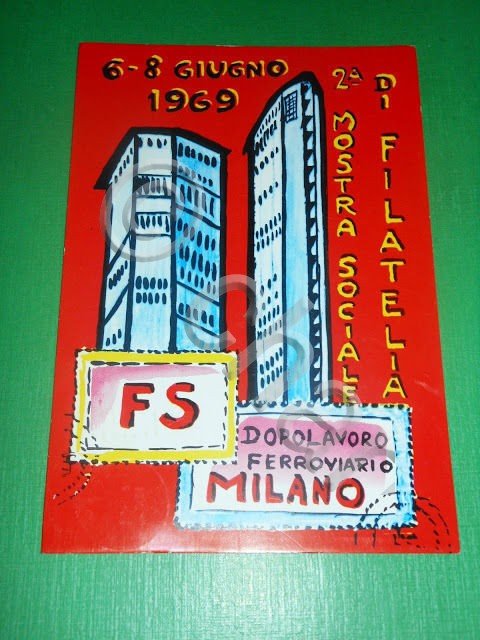 6-8 GIUGNO
1969
2ª MOSTRA SOCIALE
DI FILATELIA
FS
DOPOLAVORO
FERROVIARIO
MILANO